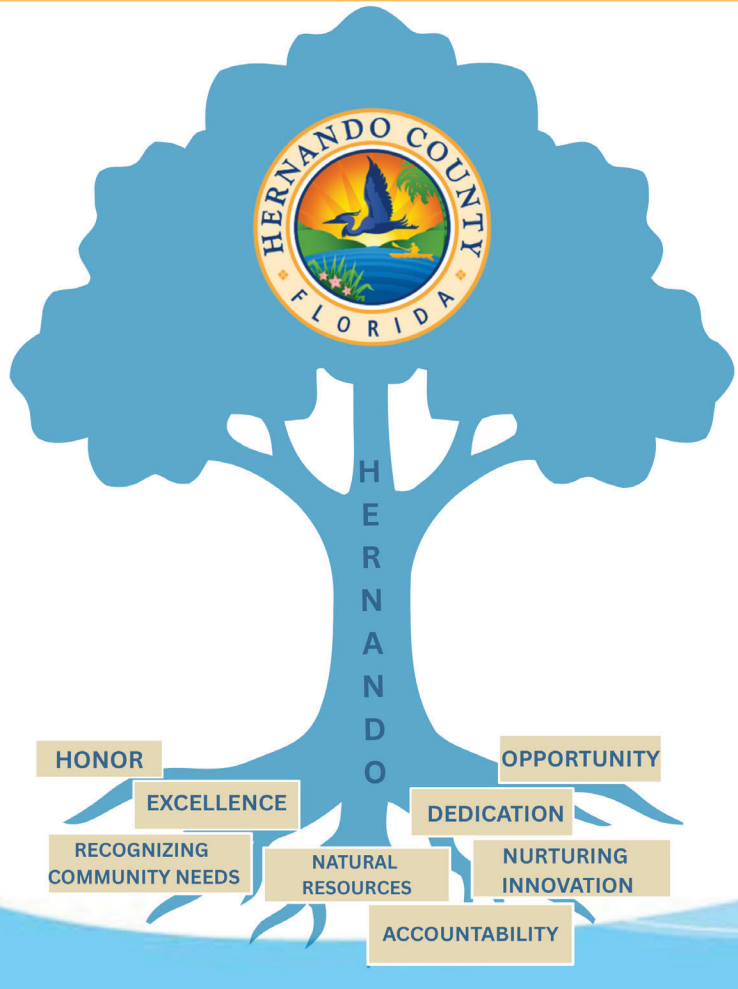 HERNANDO COUNTY
FLORIDA
H
E
R
N
A
N
D
O
HONOR
OPPORTUNITY
EXCELLENCE
DEDICATION
RECOGNIZING
COMMUNITY NEEDS
NATURAL
RESOURCES
NURTURING
INNOVATION
ACCOUNTABILITY